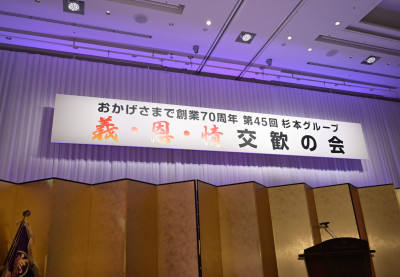 おかげさまで創業70周年 第45回 杉本グループ
義・恩・情 交歓の会